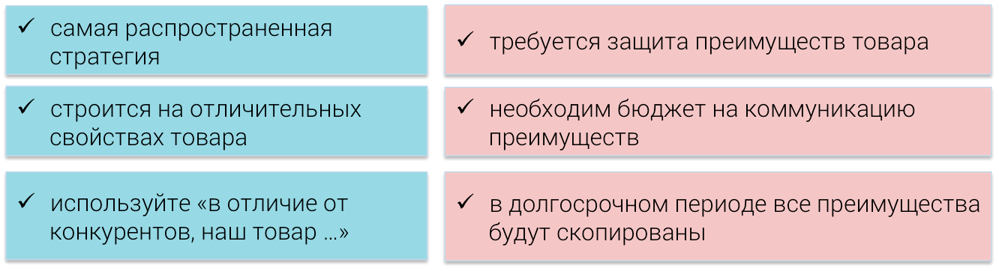 ✓ самая распространенная
стратегия
✓ требуется защита преимуществ товара
✓ строится на отличительных
свойствах товара
✓ необходим бюджет на коммуникацию
преимуществ
✓ используйте «в отличие от
конкурентов, наш товар ...»
✓ в долгосрочном периоде все преимущества
будут скопированы